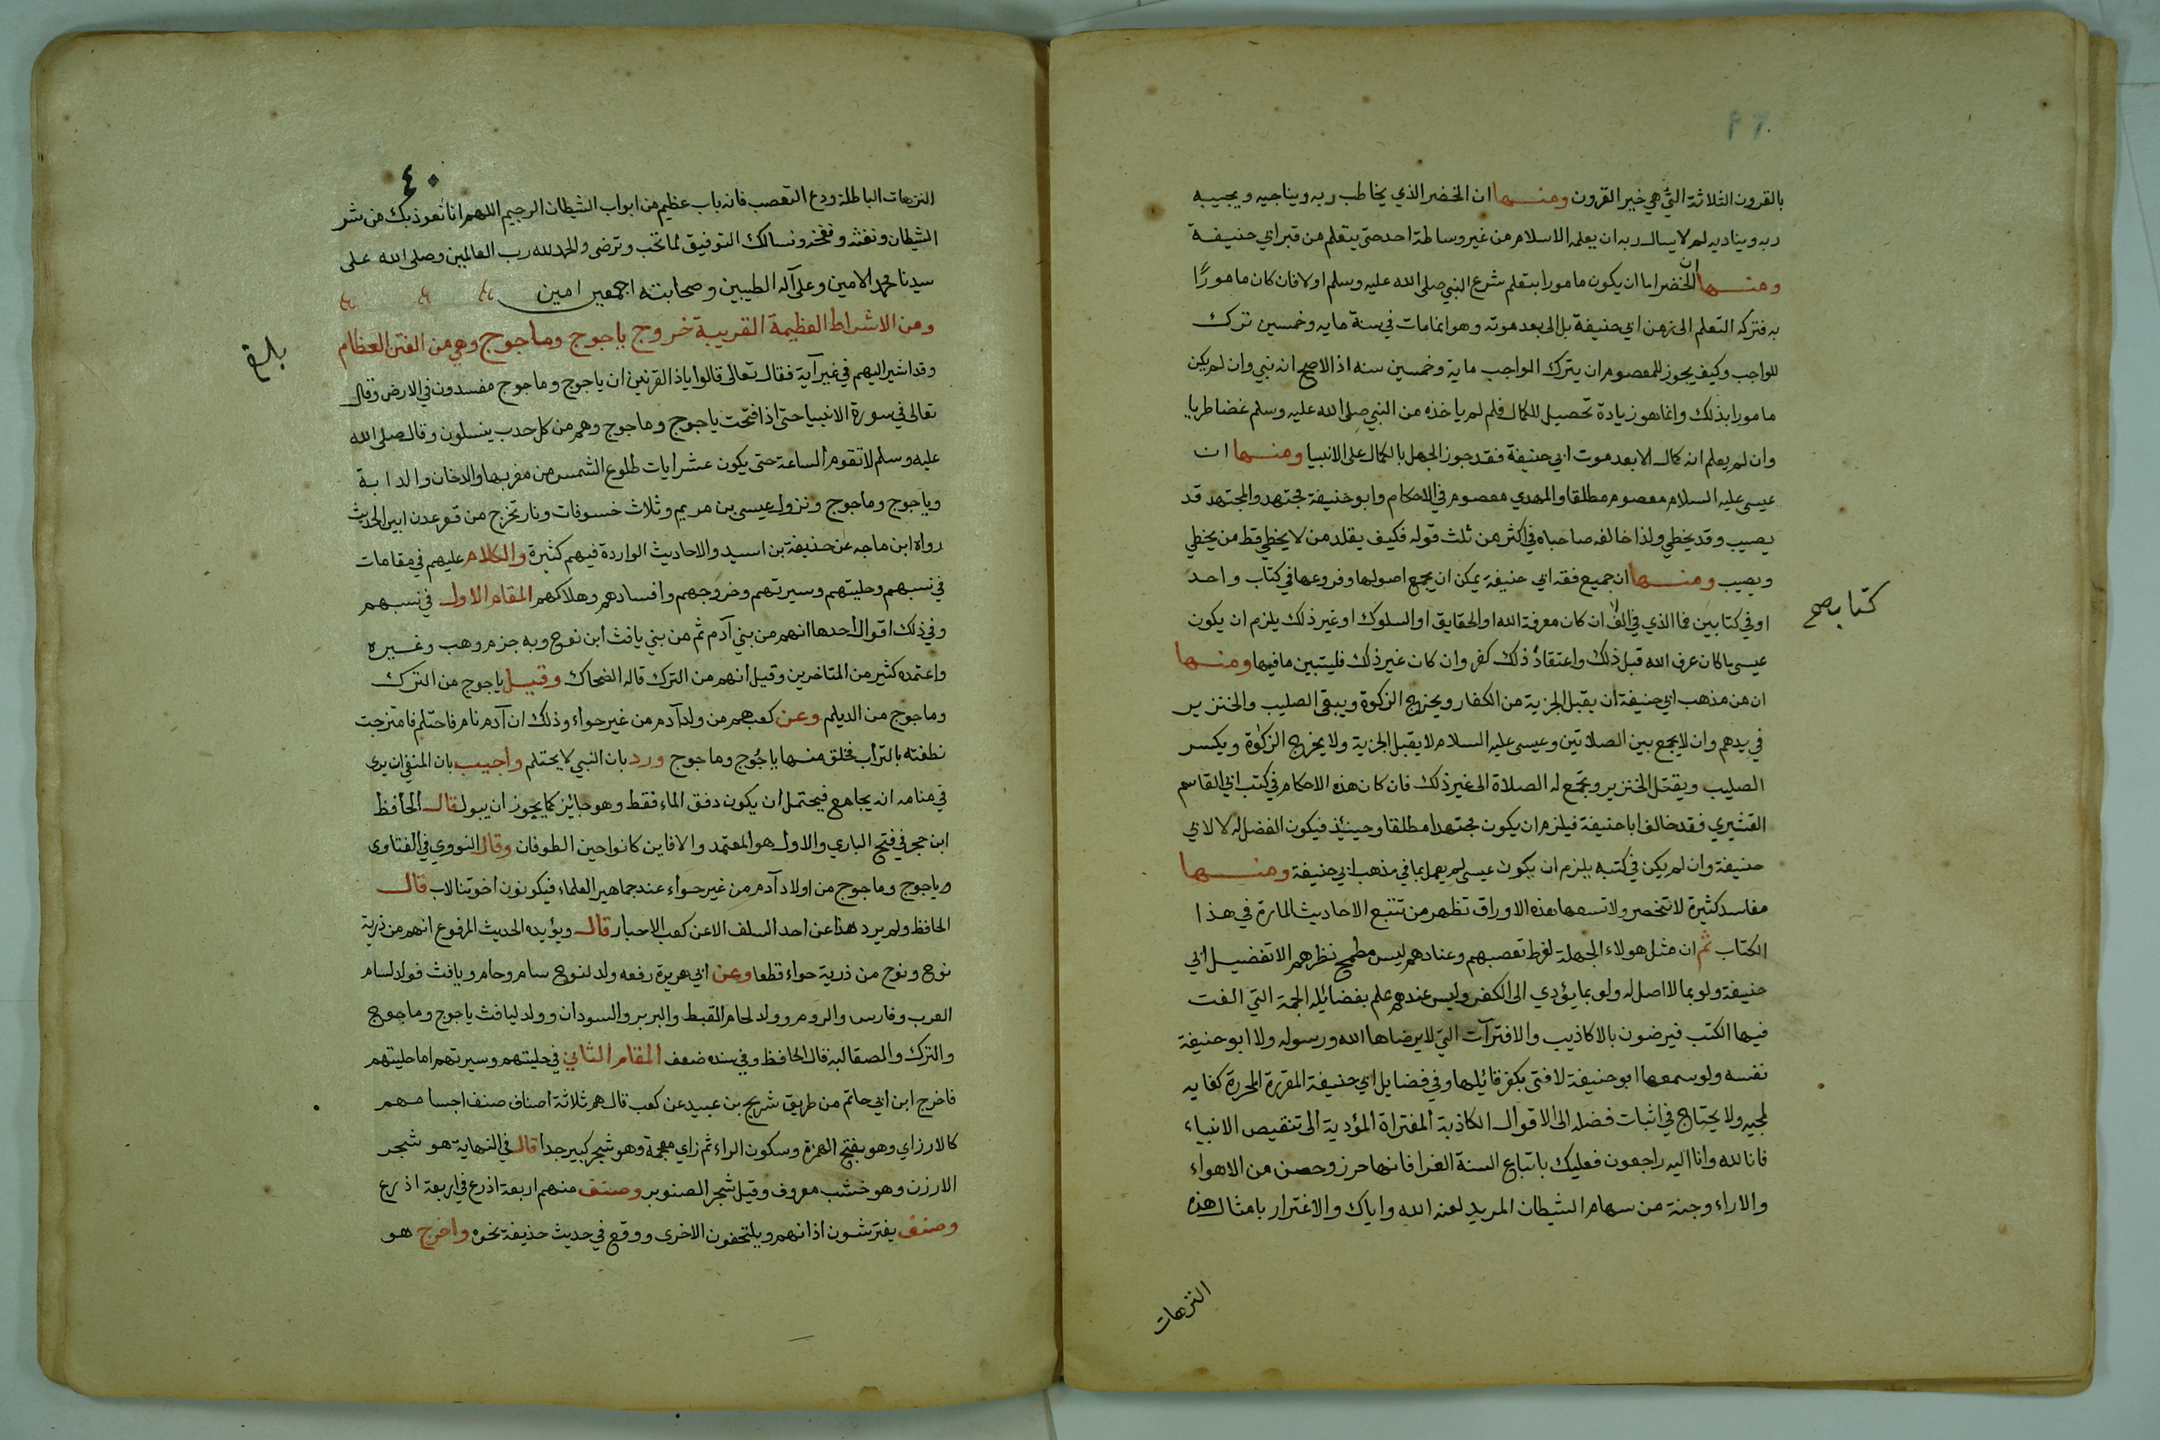 بالقرون الثلاثة التي هي خير القرون ومنها ان الخضر الذي يخاطب ربه ويناجيه ويجيبه
ربه ويناديه لم لا يسال ربه ان يعلمه الاسلام من غير وساطة احد حتى يتعلم من قبر ابي حنيفة
ومنها ان الخضر اما ان يكون مامورا بتعلم شرع النبي صلى الله عليه وسلم اولا فان كان مامورًا
به فتركه التعلم الى زمن ابي حنيفة بل الى بعد موته وهو انما مات في سنة مايه وخمسين ترك
للواجب وكيف يجوز للمعصوم ان يترك الواجب ماية وخمسين سنه اذ الاصح انه نبي وان لم يكن
مامورا بذلك وانما هو زيادة تحصيل للكمال فلم لم ياخذه من النبي صلى الله عليه وسلم غضا طريا
وان لم يعلم انه كمال الا بعد موت ابي حنيفة فقد جوز الجهل بالكمال على الانبيا ومنها ان
عيسى عليه السلام معصوم مطلقا والمهدي معصوم في الاحكام وابو حنيفة مجتهد والمجتهد قد
يصيب وقد يخطي ولذا خالفه صاحباه في اكثر من ثلث قوله فكيف يقلد من لا يخطي قط من يخطي
ويصيب ومنها ان جميع فقه ابي حنيفة يمكن ان يجمع اصولها وفروعها في كتاب واحد
او في كتابين فما الذي في الالف ان كان معرفة الله او الحقايق او السلوك او غير ذلك يلزم ان يكون
كتابا صح
عيسى ما كان عرف الله قبل ذلك واعتقاد ذلك كفر وان كان غير ذلك فليتبين ما فيها ومنها
ان من مذهب ابي حنيفة ان يقبل الجزية من الكفار ويخرج الزكوة ويبقى الصليب والخنزير
في يدهم وان لا يجمع بين الصلاتين وعيسى عليه السلام لا يقبل الجزية ولا يخرج الزكوة ويكسر
الصليب ويقتل الخنزير ويجمع له الصلاة الى غير ذلك فان كان هذه الاحكام في كتب ابي القاسم
القشيري فقد خالف ابا حنيفة فيلزم ان يكون مجتهدا مطلقا وحينئذ فيكون الفضل له لا لابي
حنيفة وان لم يكن في كتبه يلزم ان يكون عيسى لم يعمل بما في مذهب ابي حنيفة ومنها
مفاسد كثيرة لا تنحصر ولا تسعها هذه الاوراق تظهر من تتبع الاحاديث المارة في هذا
الكتاب ثم ان مثل هولاء الجهلة لفرط تعصبهم وعنادهم ليس مطمح نظرهم الا تفضيل ابي
حنيفة ولو بما لا اصل له ولو بما يؤدي الى الكفر وليس عندهم علم بفضائله الجمة التي الفت
فيها الكتب فيرضون بالاكاذيب والافترآت التي لا يرضاها الله ورسوله ولا ابو حنيفة
نفسه ولو سمعها ابو حنيفة لافتى بكفر قائلها وفي فضايل ابي حنيفة المقررة المحررة كفايه
لمحبيه ولا يحتاج في اثبات فضله الى الاقوال الكاذبة المفتراة المؤدية الى تنقيص الانبياء
فانا لله وانا اليه راجعون فعليك باتباع السنة الغرا فانها حرز وحصن من الاهواء
والاراء وجنة من سهام الشيطان المريد لعنه الله واياك والاغترار بامثال هذه
النزهات
٤٠
النزهات الباطلة ودع التعصب فانه باب عظيم من ابواب الشيطان الرجيم اللهم انا نعوذ بك من شر
الشيطان ونفثه ونفخه ونسالك التوفيق لما تحب وترضى والحمد لله رب العالمين وصلى الله على
سيدنا محمد الامين وعلى آله الطيبين وصحابته اجمعين امين
ومن الاشراط العظيمة القريبة خروج ياجوج وماجوج وهي من الفتن العظام
بلغ
وقد اشير اليهم في غير آية فقال تعالى قالوا ياذا القرنين ان ياجوج وماجوج مفسدون في الارض وقال
تعالى في سورة الانبيا حتى اذا فتحت ياجوج وماجوج وهم من كل حدب ينسلون وقال صلى الله
عليه وسلم لا تقوم الساعة حتى يكون عشر ايات طلوع الشمس من مغربها والدخان والدابة
وياجوج وماجوج ونزول عيسى بن مريم وثلاث خسوفات ونار تخرج من قعر عدن ابين الحديث
رواه ابن ماجه عن حذيفة بن اسيد والاحاديث الواردة فيهم كثيرة والكلام عليهم في مقامات
في نسبهم وحليتهم وسيرتهم وخروجهم وافسادهم وهلاكهم المقام الاول في نسبهم
وفي ذلك اقوال احدها انهم من بني آدم ثم من بني يافث ابن نوح وبه جزم وهب وغيره
واعتمده كثير من المتاخرين وقيل انهم من الترك قاله الضحاك وقيل ياجوج من الترك
وماجوج من الديلم وعن كعب هم من ولد آدم من غير حواء وذلك ان آدم نام فاحتلم فامتزجت
نطفته بالتراب فخلق منها ياجوج وماجوج ورد بان النبي لا يحتلم واجيب بان المنفي ان يرى
في منامه انه يجامع فيحتمل ان يكون دفق الماء فقط وهو جائز كما يجوز ان يبول قال الحافظ
ابن حجر في فتح الباري والاول هو المعتمد والا فاين كانوا حين الطوفان وقال النووي في الفتاوى
وياجوج وماجوج من اولاد آدم من غير حواء عند جماهير العلماء فيكونون اخوتنا لاب قال
الحافظ ولم يرد هذا عن احد السلف الا عن كعب الاحبار قال ويؤيده الحديث المرفوع انهم من ذرية
نوح ونوح من ذرية حواء قطعا وعن ابي هريرة رفعه ولد لنوح سام وحام ويافث فولد لسام
العرب وفارس والروم وولد لحام القبط والبربر والسودان وولد ليافث ياجوج وماجوج
والترك والصقالبة قال الحافظ وفي سنده ضعف المقام الثاني في حليتهم وسيرتهم اما حليتهم
فاخرج ابن ابي حاتم من طريق شريح بن عبيد عن كعب قال هم ثلاثة اصناف صنف اجسامهم
كالارز اي وهو بفتح الهمزة وسكون الراء ثم زاي معجمة وهو شجر كبير جدا قال في النهاية هو شجر
الارزن وهو خشب معروف وقيل شجر الصنوبر وصنف منهم اربعة اذرع في اربعة اذرع
وصنف يفترشون اذانهم ويلتحفون الاخرى ووقع في حديث حذيفة نحوه واخرج هو